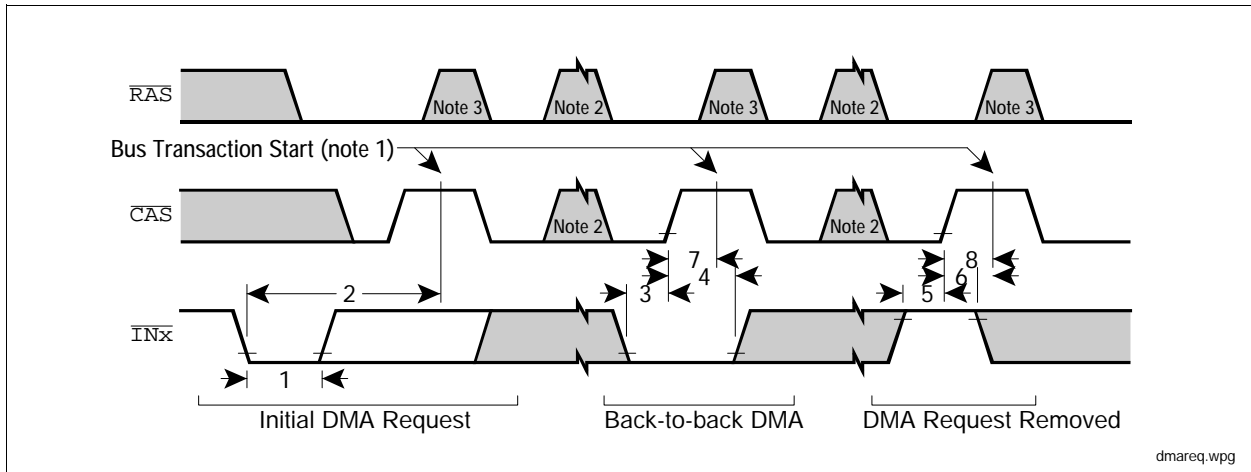 RAS
Note 3 Note 2 Note 3 Note 2 Note 3
Bus Transaction Start (note 1)
CAS
Note 2 Note 2
7 8
4 6
2 3 5
INx
1
Initial DMA Request Back-to-back DMA DMA Request Removed
dmareq.wpg